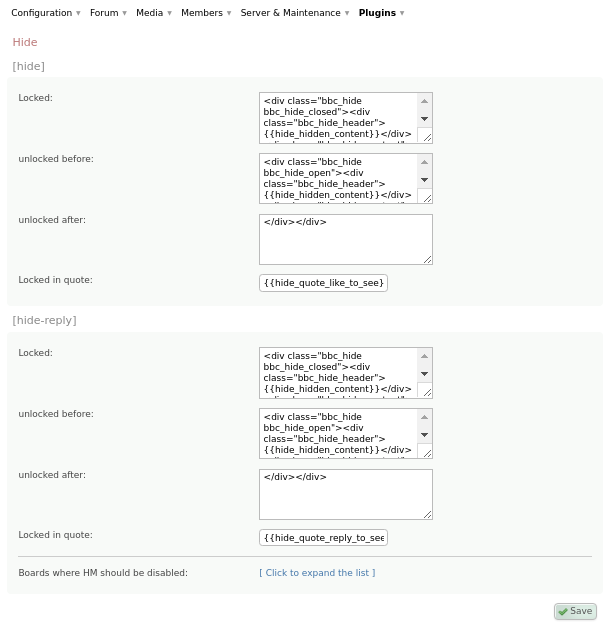 Configuration Forum Media Members Server & Maintenance Plugins
Hide
[hide]
Locked:
<div class="bbc_hide
bbc_hide_closed"><div
class="bbc_hide_header">
{{hide_hidden_content}}</div>
unlocked before:
<div class="bbc_hide
bbc_hide_open"><div
class="bbc_hide_header">
{{hide_hidden_content}}</div>
unlocked after:
</div></div>
Locked in quote:
{{hide_quote_like_to_see}
[hide-reply]
Locked:
<div class="bbc_hide
bbc_hide_closed"><div
class="bbc_hide_header">
{{hide_hidden_content}}</div>
unlocked before:
<div class="bbc_hide
bbc_hide_open"><div
class="bbc_hide_header">
{{hide_hidden_content}}</div>
unlocked after:
</div></div>
Locked in quote:
{{hide_quote_reply_to_see
Boards where HM should be disabled:
[ Click to expand the list ]
Save